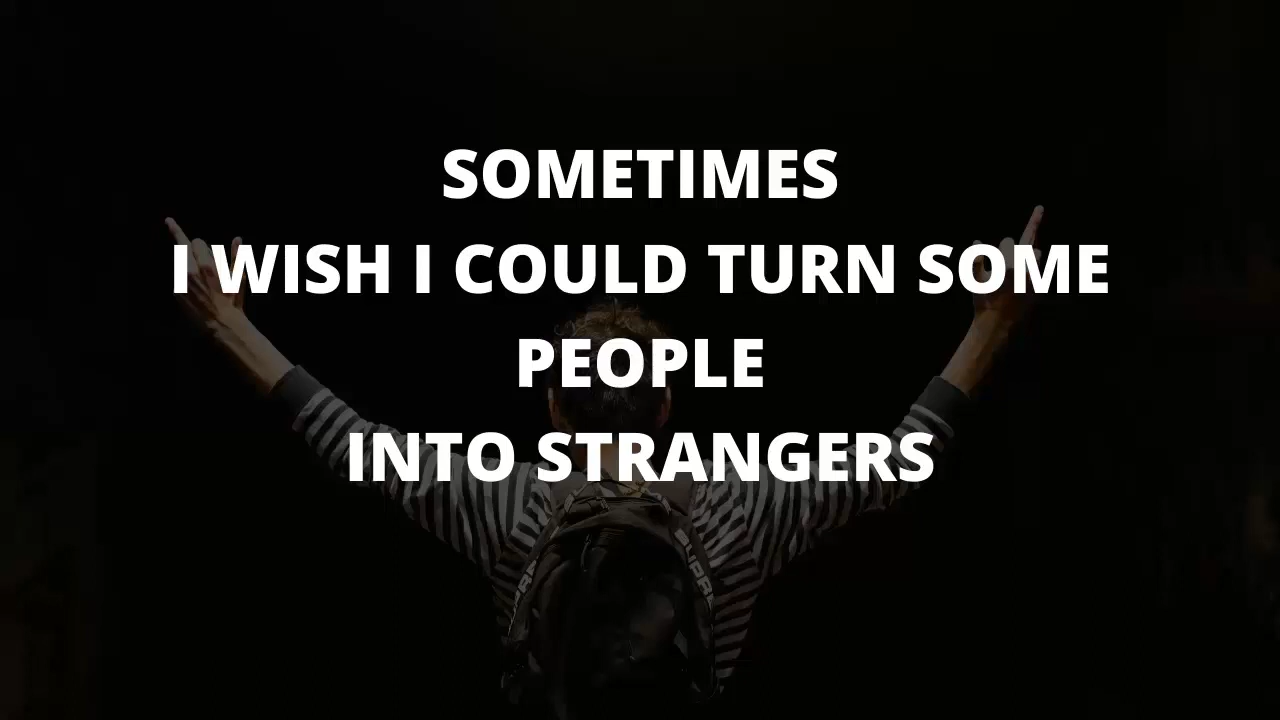 SOMETIMES
I WISH I COULD TURN SOME
PEOPLE
INTO STRANGERS